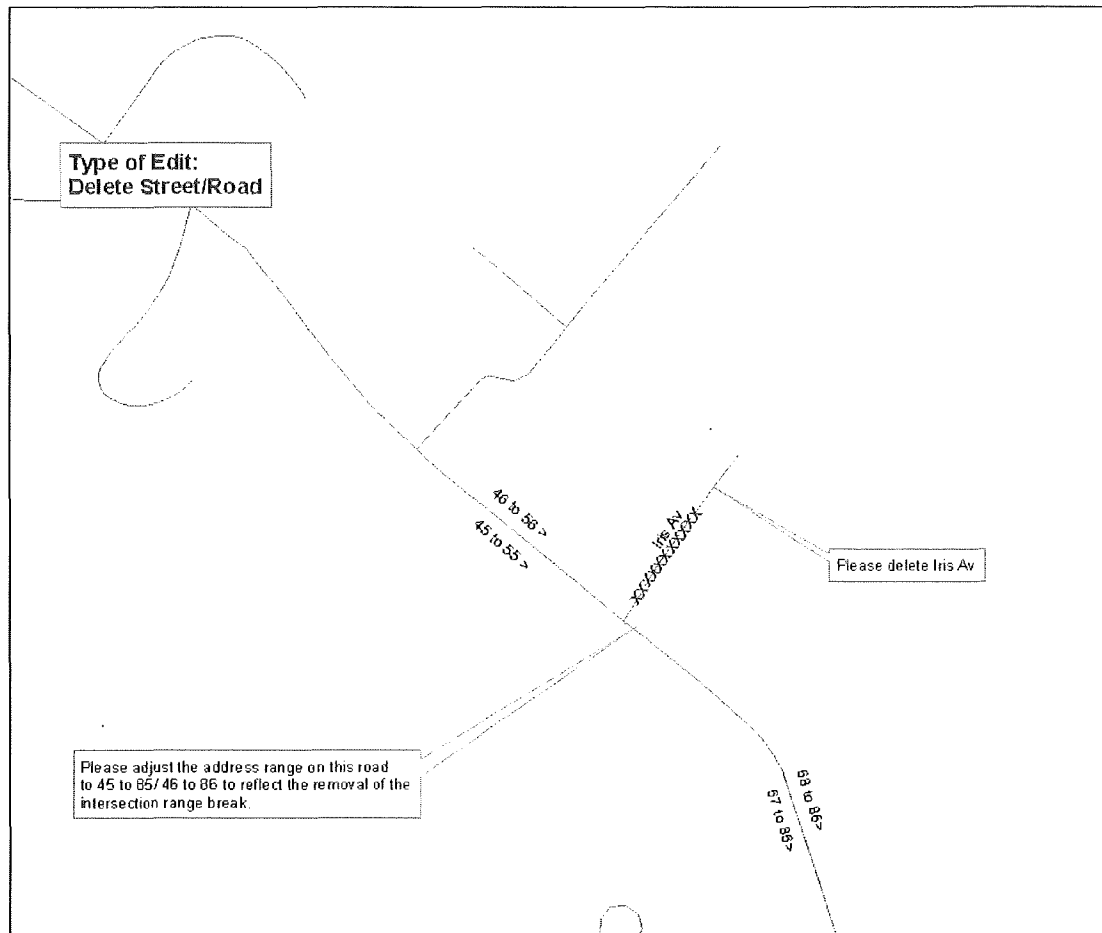 Type of Edit:
Delete Street/Road
46 to 56 >
45 to 55 >
Iris Av
XXXXXXXXXXXX
Please delete Iris Av
Please adjust the address range on this road
to 45 to 85/ 46 to 86 to reflect the removal of the
intersection range break.
68 to 86>
67 to 85>